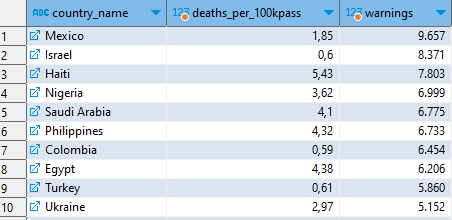 ABC country_name 123 deaths_per_100kpass 123 warnings
1 Mexico 1,85 9.657
2 Israel 0,6 8.371
3 Haiti 5,43 7.803
4 Nigeria 3,62 6.999
5 Saudi Arabia 4,1 6.775
6 Philippines 4,32 6.733
7 Colombia 0,59 6.454
8 Egypt 4,38 6.206
9 Turkey 0,61 5.860
10 Ukraine 2,97 5.152